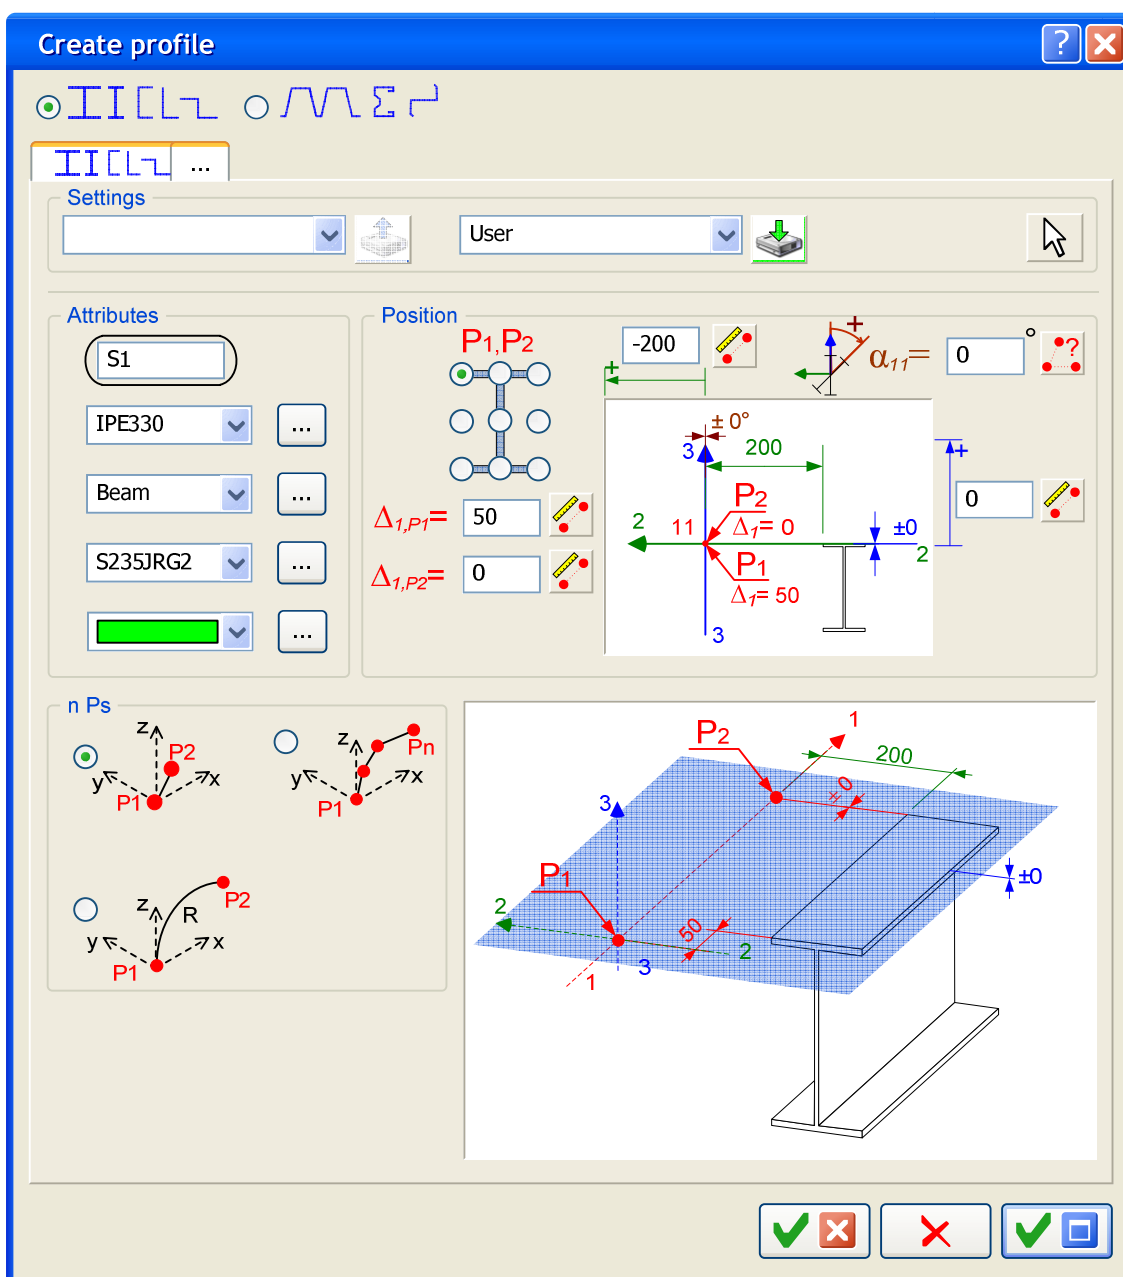 Create profile
?
...
Settings
User
Attributes
S1
IPE330
...
Beam
...
S235JRG2
...
...
Position
P1,P2
-200
+
+
α11=
0
°
?
Δ1,P1=
50
Δ1,P2=
0
± 0°
3
200
P2
Δ1= 0
2
11
±0
2
P1
Δ1= 50
3
+
0
n Ps
z
P2
y
x
P1
z
Pn
y
x
P1
z
P2
R
y
x
P1
P2
1
200
3
±0
P1
±0
2
50
2
3
1